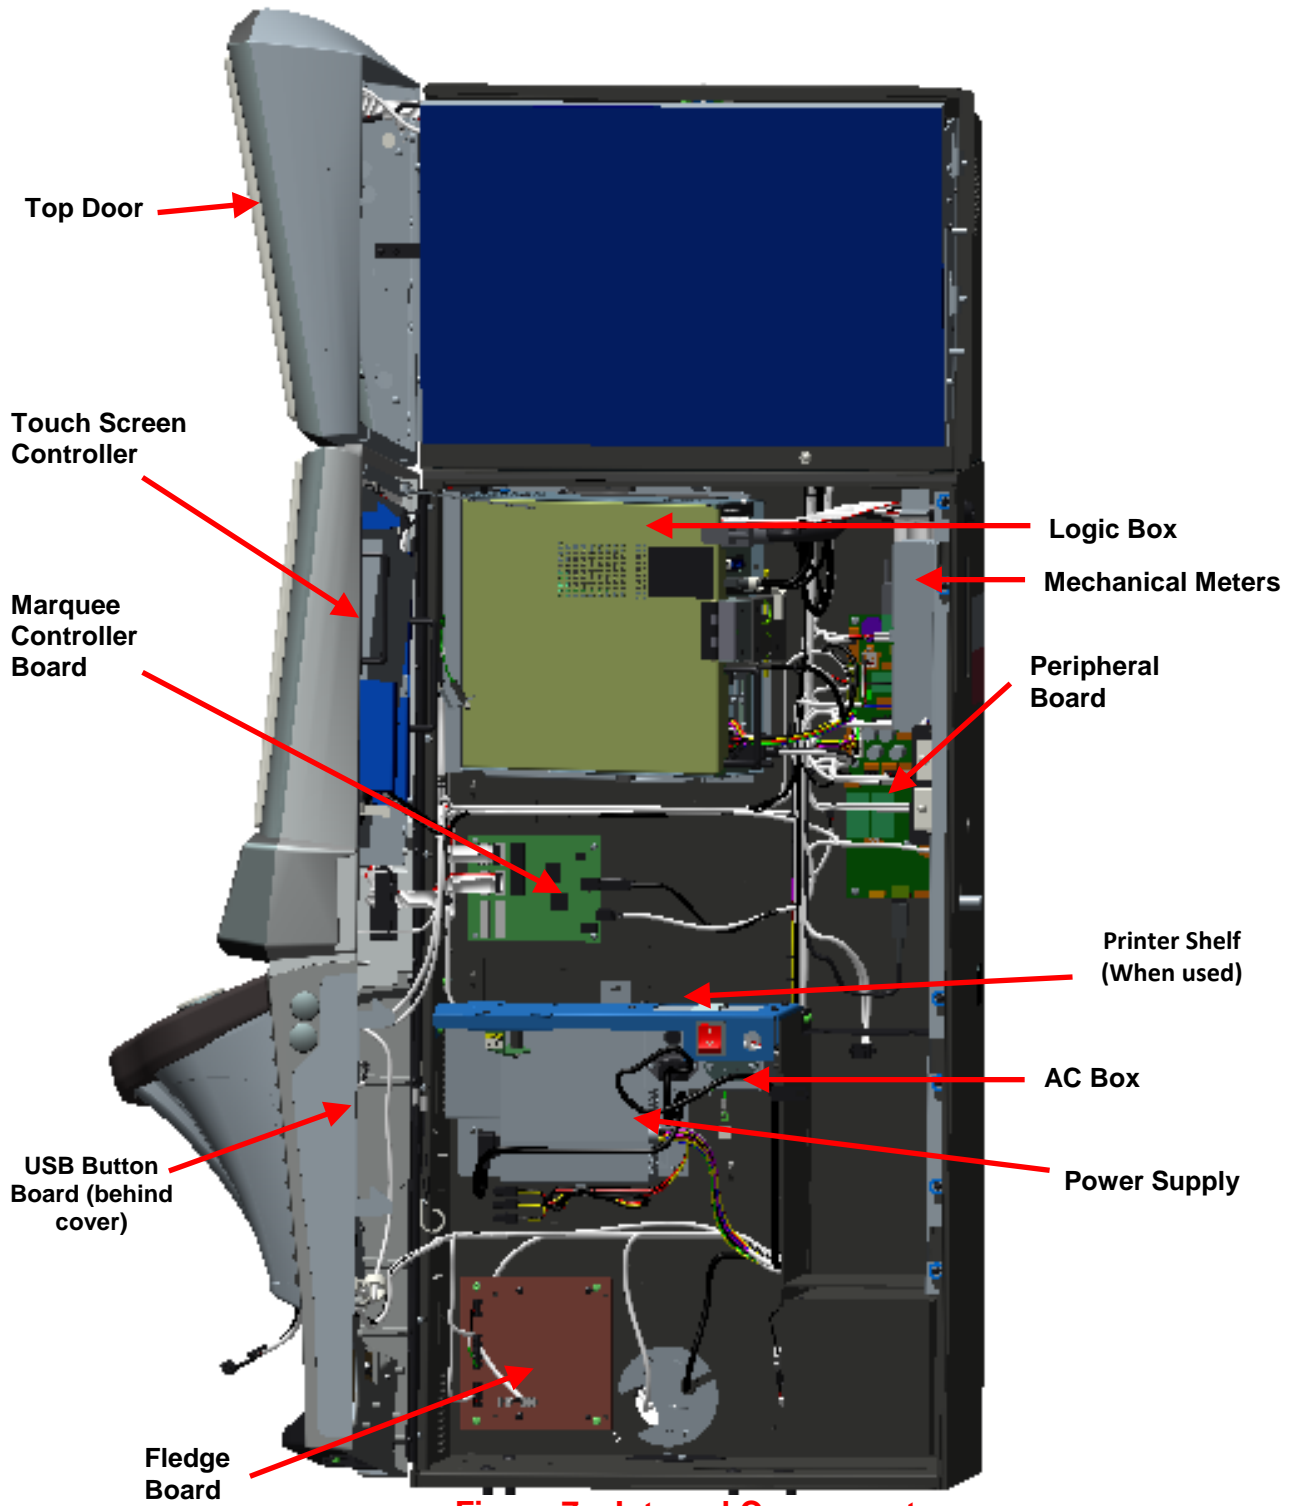 Top Door
Touch Screen
Controller
Logic Box
Mechanical Meters
Marquee
Controller
Board
Peripheral
Board
Printer Shelf
(When used)
AC Box
USB Button
Board (behind
cover)
Power Supply
Fledge
Board